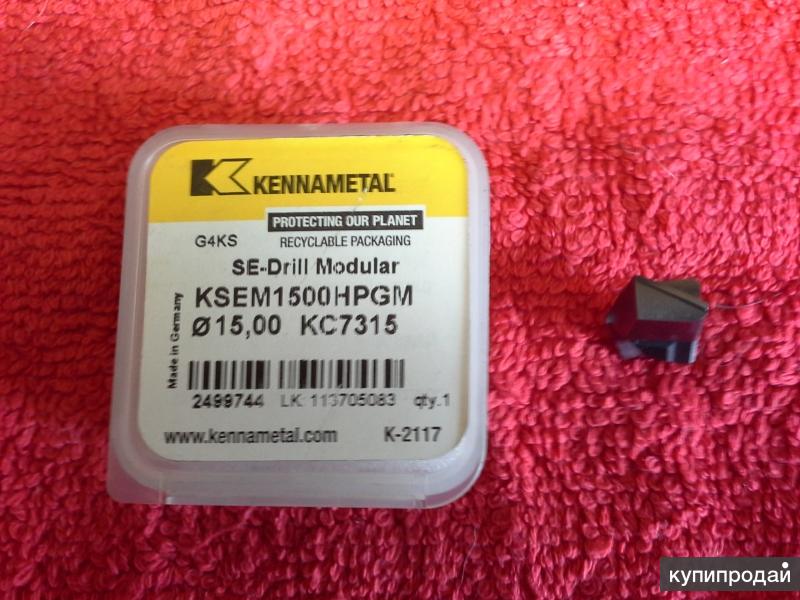 KENNAMETAL
PROTECTING OUR PLANET
G4KS RECYCLABLE PACKAGING
SE-Drill Modular
KSEM1500HPGM
Ø15,00 KC7315
Made in Germany
2499744 LK: 113705083 qty.1
www.kennametal.com K-2117
купипродай